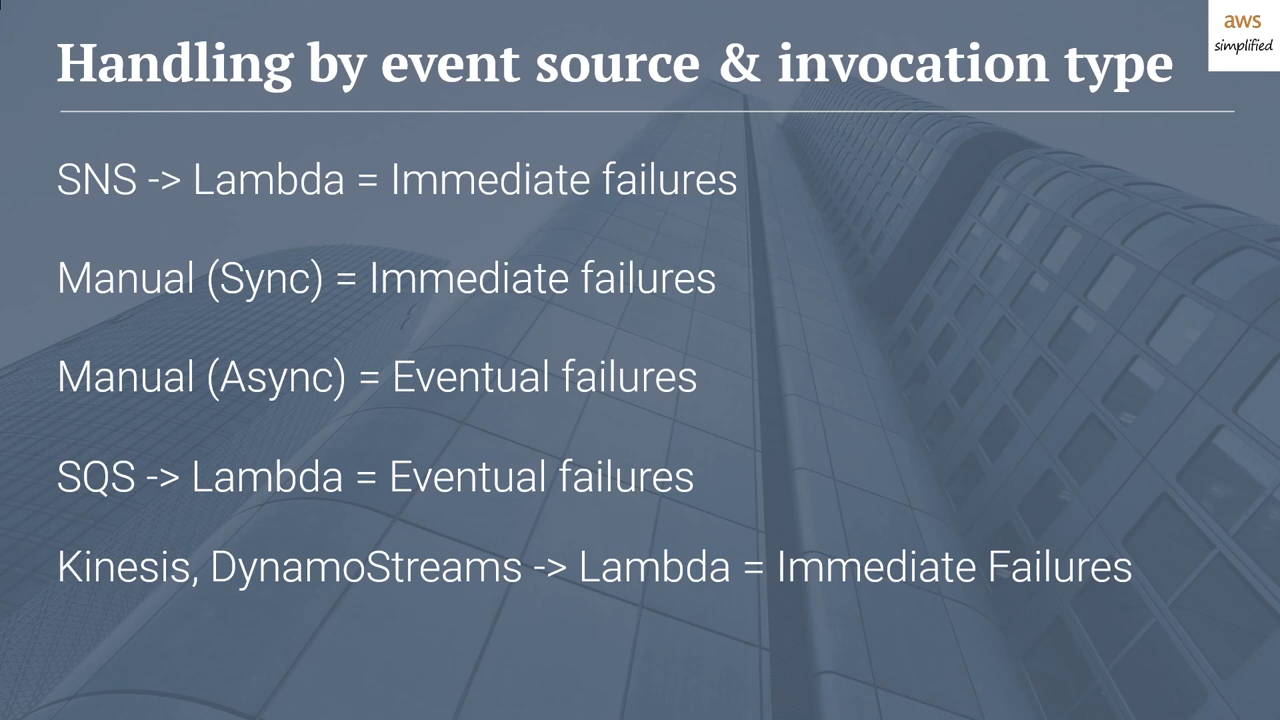 Handling by event source & invocation type
aws
simplified
SNS -> Lambda = Immediate failures
Manual (Sync) = Immediate failures
Manual (Async) = Eventual failures
SQS -> Lambda = Eventual failures
Kinesis, DynamoStreams -> Lambda = Immediate Failures